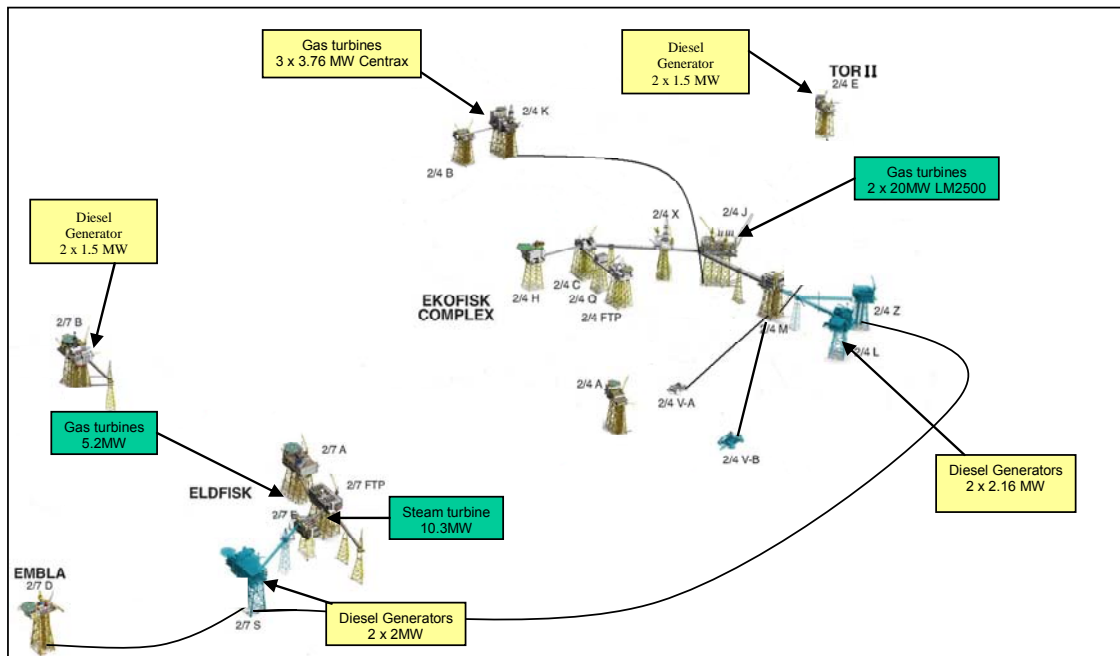 Gas turbines
3 x 3.76 MW Centrax
Diesel
Generator
2 x 1.5 MW
TOR II
2/4 E
2/4 K
2/4 B
Gas turbines
2 x 20MW LM2500
Diesel
Generator
2 x 1.5 MW
2/4 X
2/4 J
2/4 H
2/4 C
2/4 Q
2/4 FTP
EKOFISK
COMPLEX
2/4 M
2/4 Z
2/4 L
2/7 B
2/4 A
2/4 V-A
2/4 V-B
Gas turbines
5.2MW
2/7 A
ELDFISK
2/7 FTP
2/7 E
Steam turbine
10.3MW
Diesel Generators
2 x 2.16 MW
EMBLA
2/7 D
2/7 S
Diesel Generators
2 x 2MW